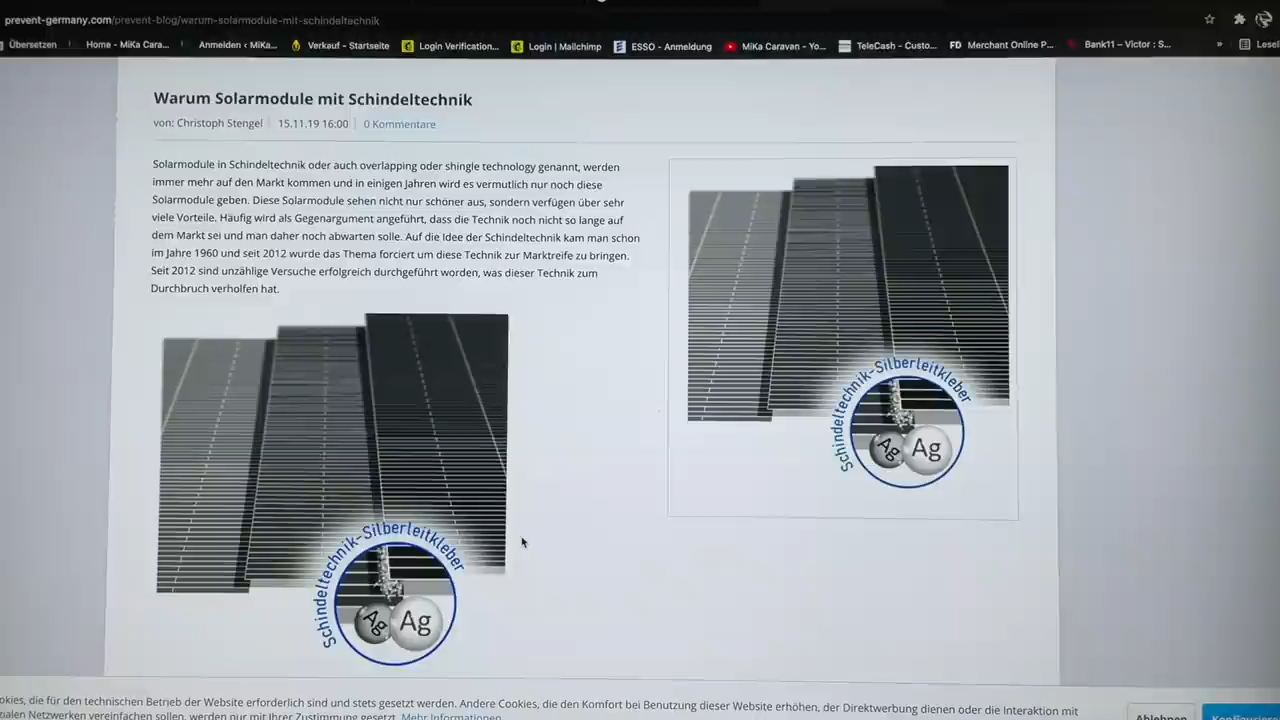 prevent-germany.com/prevent-blog/warum-solarmodule-mit-schindeltechnik
Übersetzen Home - MiKa Cara... Anmelden < MiKa... Verkauf - Startseite Login Verification... Login | Mailchimp ESSO - Anmeldung MiKa Caravan - Yo... TeleCash - Custo... FD Merchant Online P... Bank11 – Victor : S... »
Warum Solarmodule mit Schindeltechnik
von: Christoph Stengel | 15.11.19 16:00 | 0 Kommentare
Solarmodule in Schindeltechnik oder auch overlapping oder shingle technology genannt, werden
immer mehr auf den Markt kommen und in einigen Jahren wird es vermutlich nur noch diese
Solarmodule geben. Diese Solarmodule sehen nicht nur schöner aus, sondern verfügen über sehr
viele Vorteile. Häufig wird als Gegenargument angeführt, dass die Technik noch nicht so lange auf
dem Markt sei und man daher noch abwarten solle. Auf die Idee der Schindeltechnik kam man schon
im Jahre 1960 und seit 2012 wurde das Thema forciert um diese Technik zur Marktreife zu bringen.
Seit 2012 sind unzählige Versuche erfolgreich durchgeführt worden, was dieser Technik zum
Durchbruch verholfen hat.
Schindeltechnik-Silberleitkleber
Ag Ag
Schindeltechnik-Silberleitkleber
Ag Ag
okies, die für den technischen Betrieb der Website erforderlich sind und stets gesetzt werden. Andere Cookies, die den Komfort bei Benutzung dieser Website erhöhen, der Direktwerbung dienen oder die Interaktion mit
zialen Netzwerken vereinfachen sollen, werden nur mit Ihrer Zustimmung gesetzt. Mehr Informationen
Ablehnen